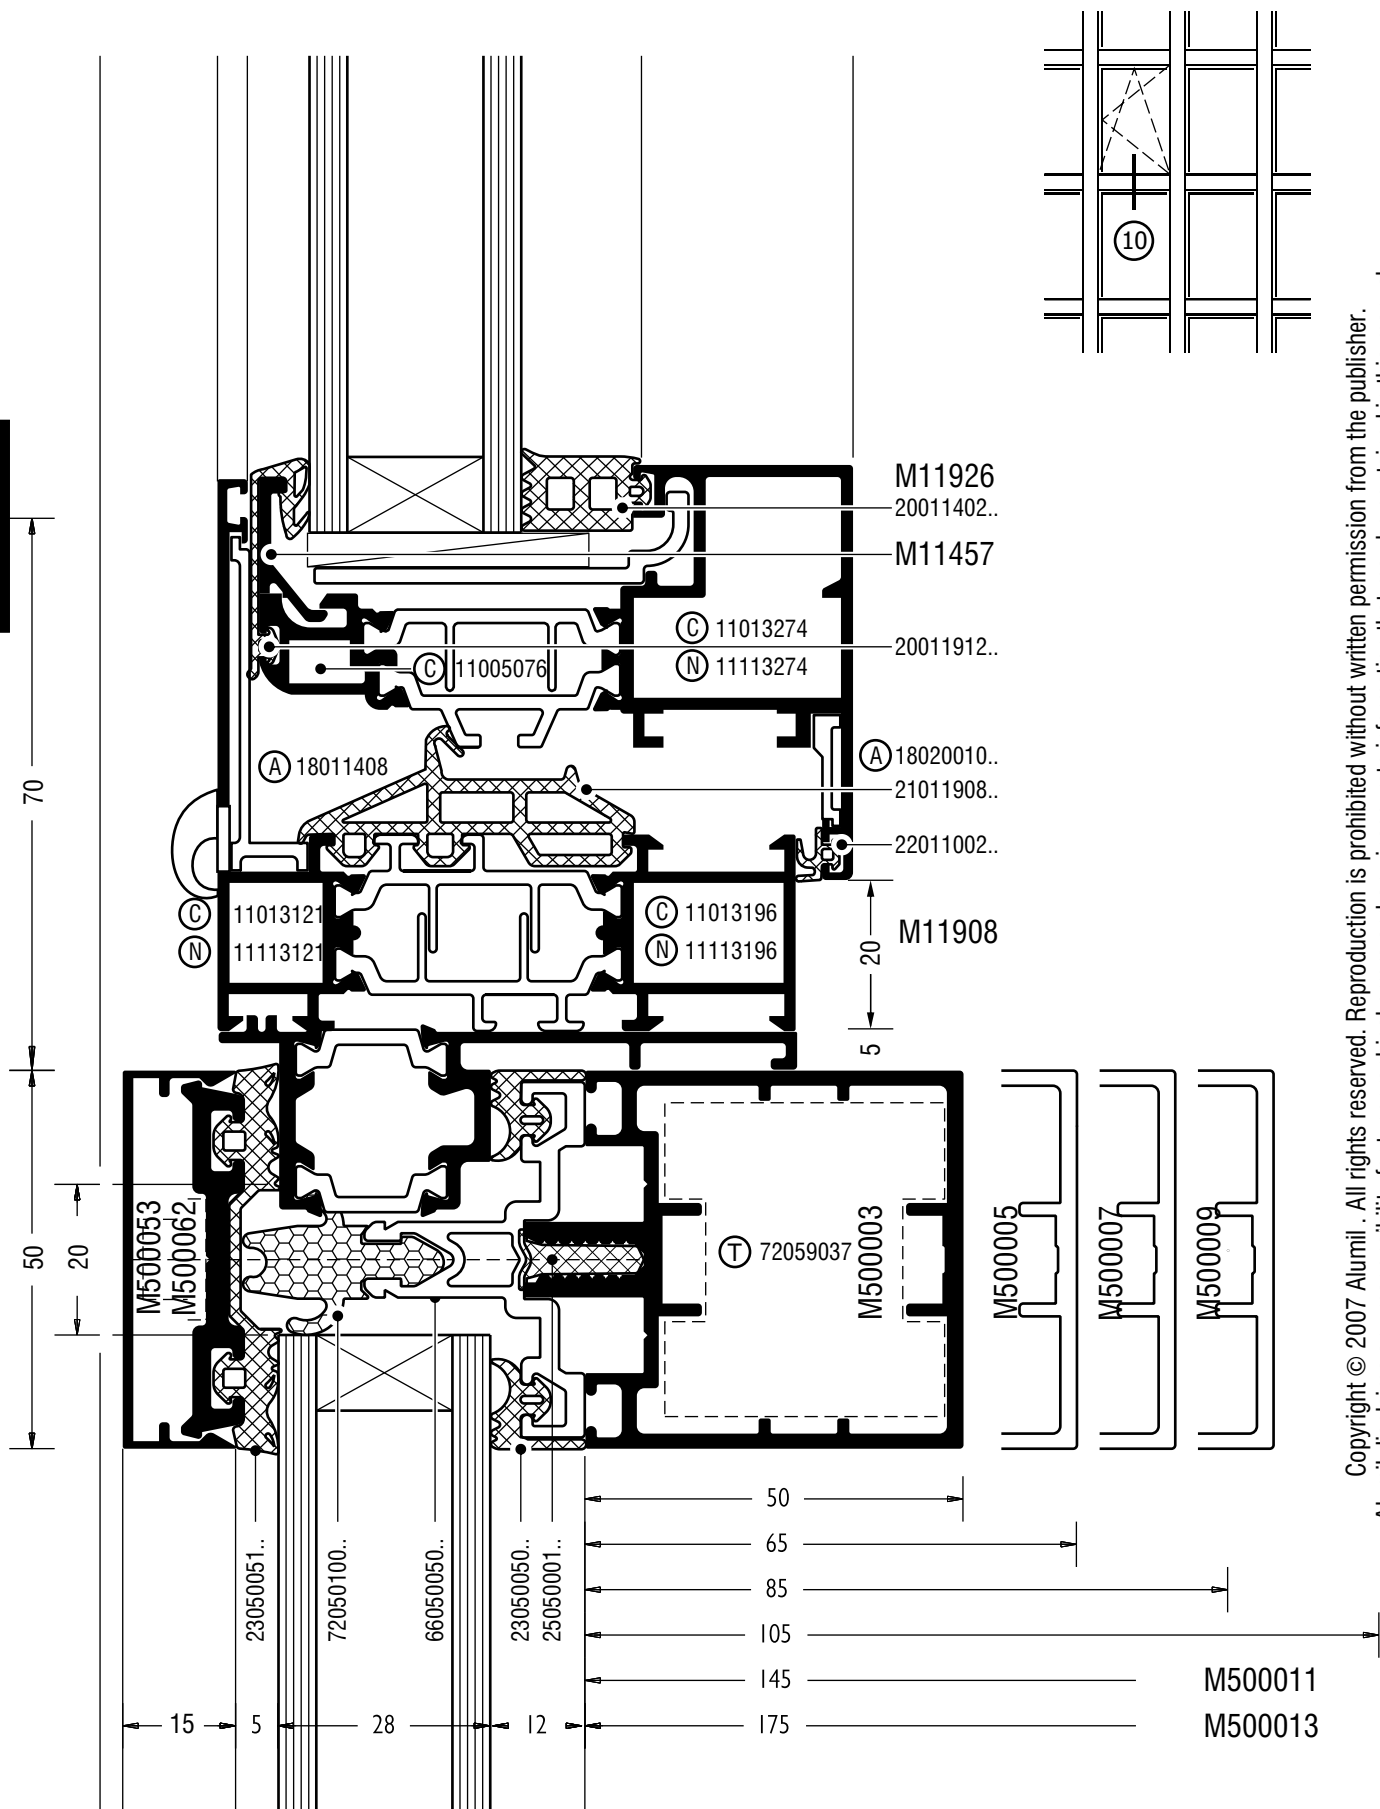 10
M11926
20011402..
M11457
C 11013274
N 11113274
20011912..
C 11005076
A 18011408
A 18020010..
21011908..
22011002..
C 11013121
N 11113121
C 11013196
N 11113196
M11908
20
5
70
50
20
M500053
M500062
T 72059037
M500003
M500005
M500007
M500009
23050051..
72050100..
66050050..
23050050..
25050001..
50
65
85
105
145
M500011
15
5
28
12
175
M500013
Copyright © 2007 Alumil. All rights reserved. Reproduction is prohibited without written permission from the publisher.